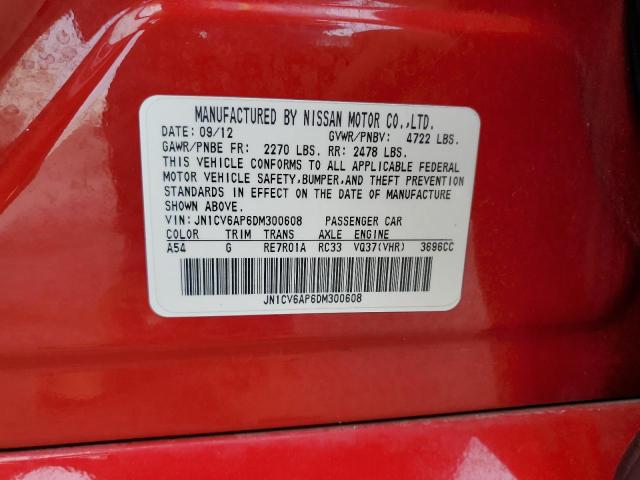 MANUFACTURED BY NISSAN MOTOR CO.,LTD.
DATE: 09/12 GVWR/PNBV: 4722 LBS.
GAWR/PNBE FR: 2270 LBS. RR: 2478 LBS.
THIS VEHICLE CONFORMS TO ALL APPLICABLE FEDERAL
MOTOR VEHICLE SAFETY,BUMPER,AND THEFT PREVENTION
STANDARDS IN EFFECT ON THE DATE OF MANUFACTURE
SHOWN ABOVE.
VIN: JN1CV6AP6DM300608 PASSENGER CAR
COLOR TRIM TRANS AXLE ENGINE
A54 G RE7R01A RC33 VQ37(VHR) 3696CC
JN1CV6AP6DM300608